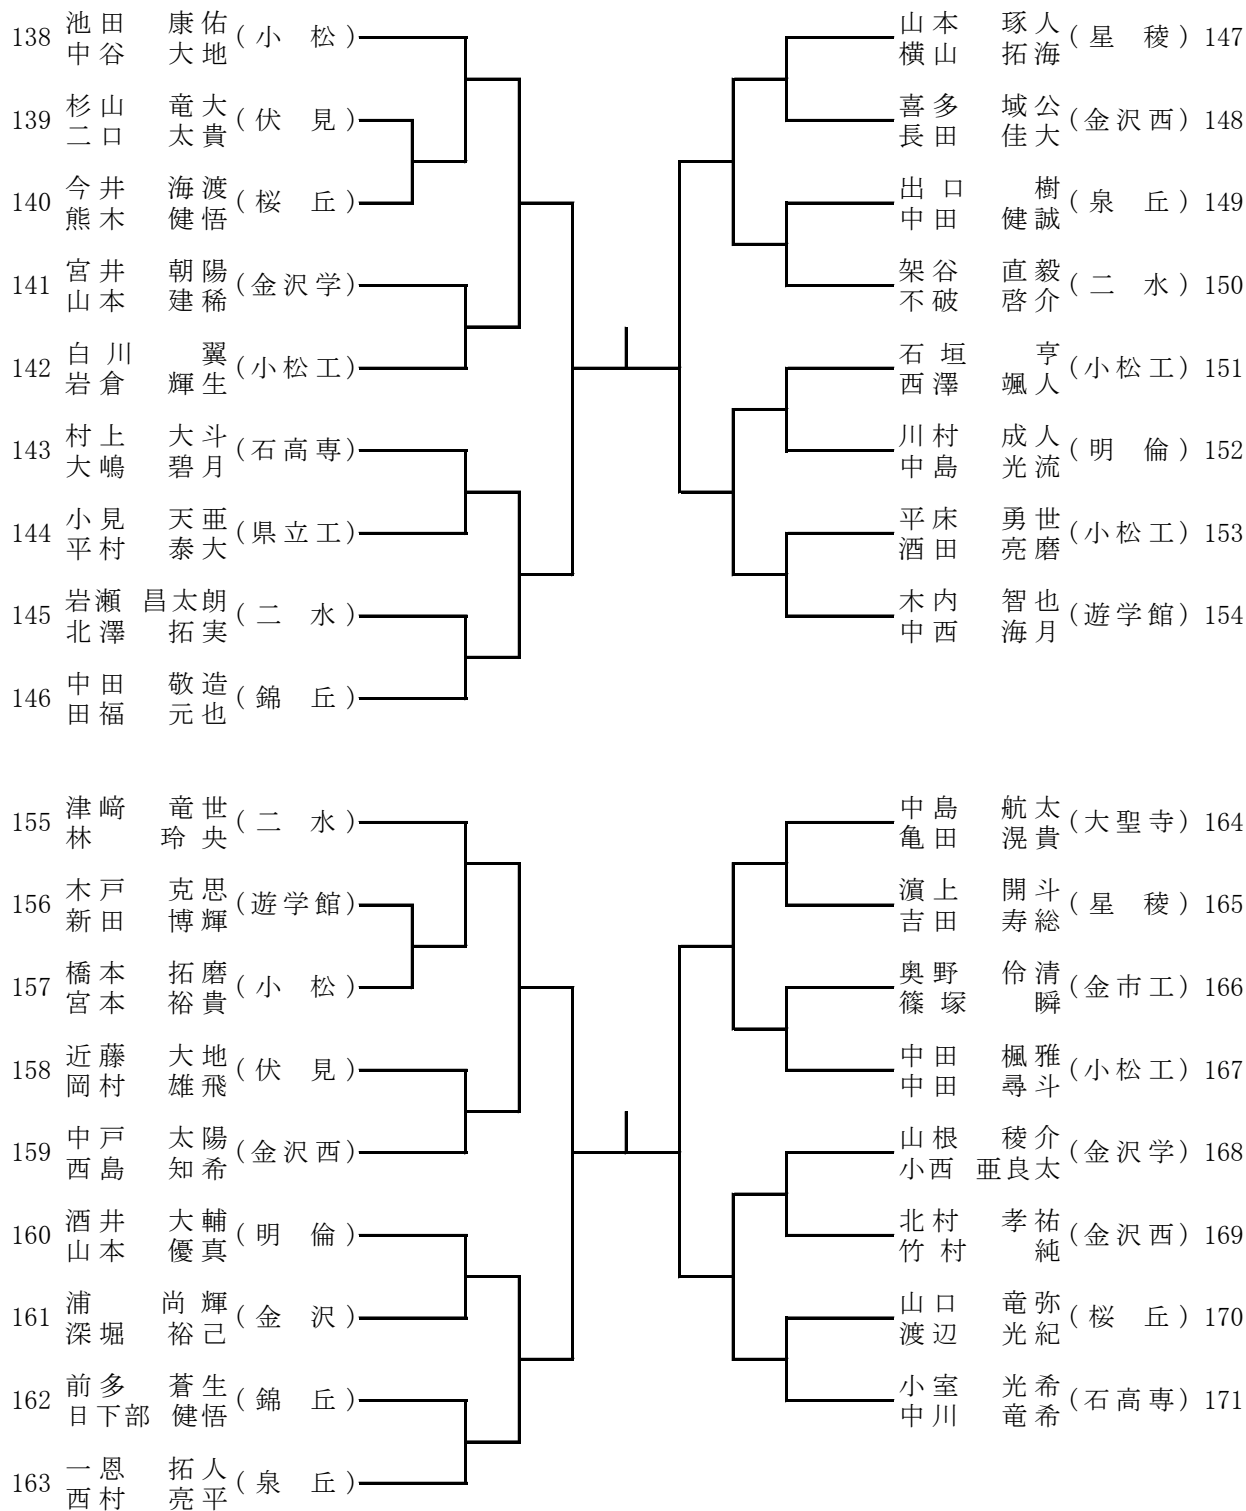 138 池田 康佑 (小 松)
中谷 大地
139 杉山 竜大 (伏 見)
二口 太貴
140 今井 海渡 (桜 丘)
熊木 健悟
141 宮井 朝陽 (金沢学)
山本 建稀
142 白川 翼 (小松工)
岩倉 輝生
143 村上 大斗 (石高専)
大嶋 碧月
144 小見 天亜 (県立工)
平村 泰大
145 岩瀬 昌太朗 (二 水)
北澤 拓実
146 中田 敬造 (錦 丘)
田福 元也
山本 琢人 (星 稜) 147
横山 拓海
喜多 域公 (金沢西) 148
長田 佳大
出口 樹 (泉 丘) 149
中田 健誠
架谷 直毅 (二 水) 150
不破 啓介
石垣 亨 (小松工) 151
西澤 颯人
川村 成人 (明 倫) 152
中島 光流
平床 勇世 (小松工) 153
酒田 亮磨
木内 智也 (遊学館) 154
中西 海月
155 津﨑 竜世 (二 水)
林 玲央
156 木戸 克思 (遊学館)
新田 博輝
157 橋本 拓磨 (小 松)
宮本 裕貴
158 近藤 大地 (伏 見)
岡村 雄飛
159 中戸 太陽 (金沢西)
西島 知希
160 酒井 大輔 (明 倫)
山本 優真
161 浦 尚輝 (金 沢)
深堀 裕己
162 前多 蒼生 (錦 丘)
日下部 健悟
163 一恩 拓人 (泉 丘)
西村 亮平
中島 航太 (大聖寺) 164
亀田 滉貴
濵上 開斗 (星 稜) 165
吉田 寿総
奥野 伶清 (金市工) 166
篠塚 瞬
中田 楓雅 (小松工) 167
中田 尋斗
山根 稜介 (金沢学) 168
小西 亜良太
北村 孝祐 (金沢西) 169
竹村 純
山口 竜弥 (桜 丘) 170
渡辺 光紀
小室 光希 (石高専) 171
中川 竜希